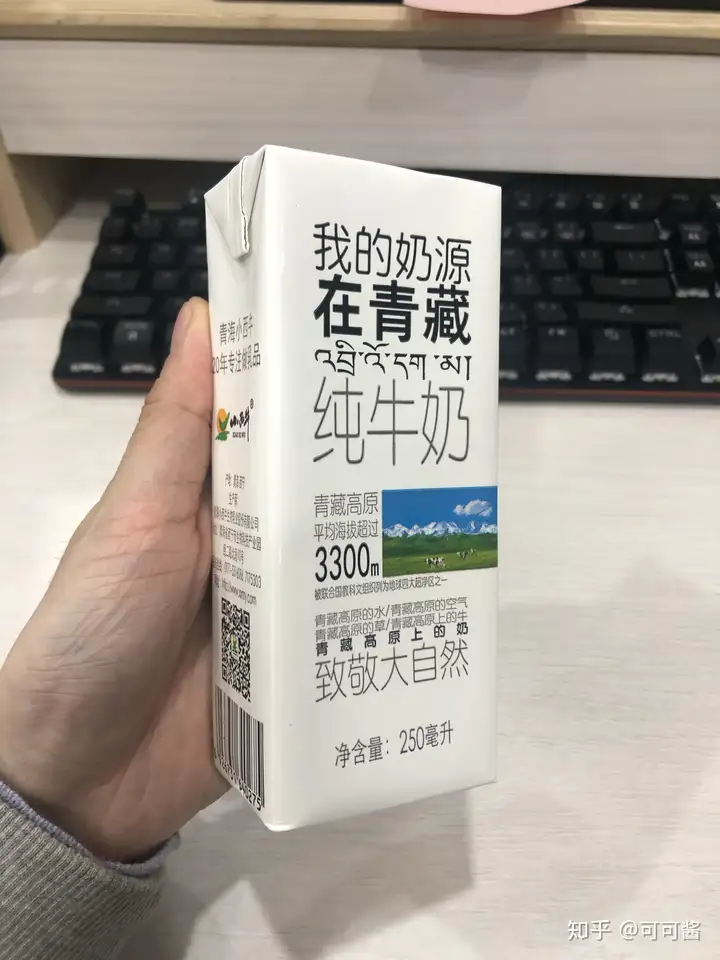 我的奶源
在青藏
འབྲི་འོ་དག་མ།
纯牛奶
青藏高原
平均海拔超过
3300m
被联合国教科文组织列为地球四大超净区之一
青藏高原的水/青藏高原的空气
青藏高原的草/青藏高原上的牛
青藏高原上的奶
致敬大自然
净含量：250毫升
青海小西牛
20年专注做乳品
小西牛®
知乎 @可可酱